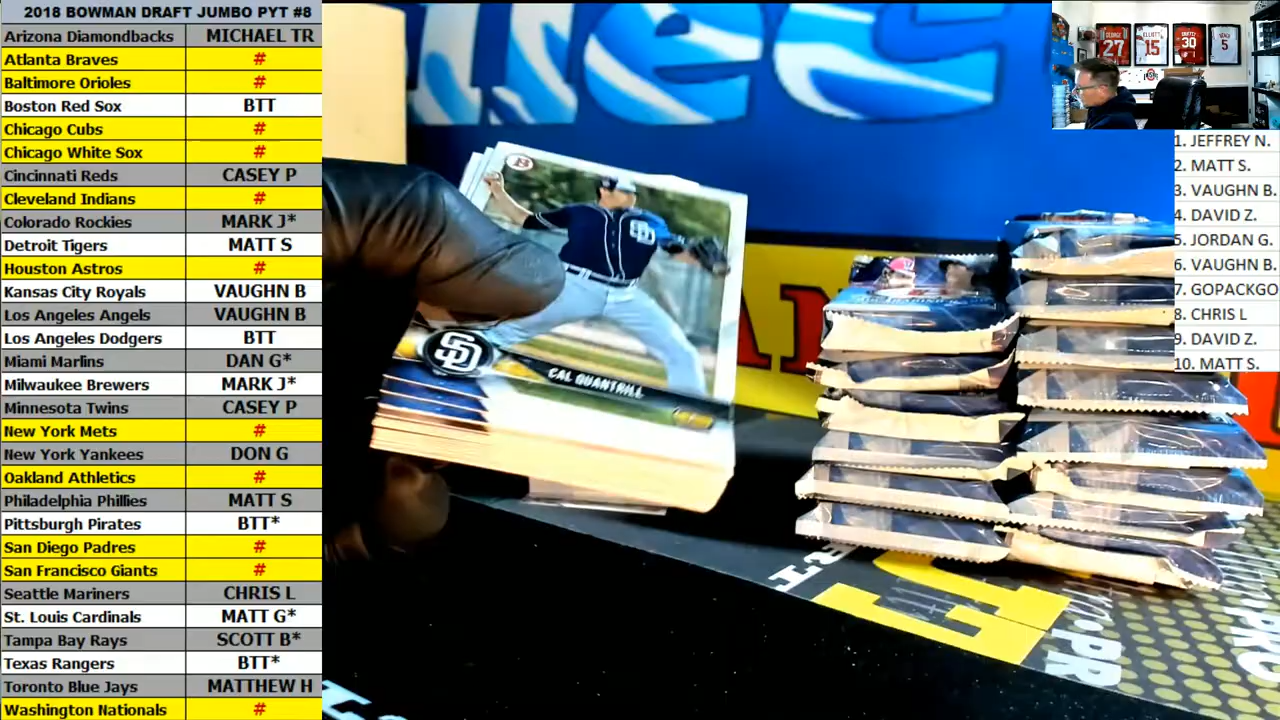 2018 BOWMAN DRAFT JUMBO PYT #8
Arizona Diamondbacks MICHAEL TR
Atlanta Braves #
Baltimore Orioles #
Boston Red Sox BTT
Chicago Cubs #
Chicago White Sox #
Cincinnati Reds CASEY P
Cleveland Indians #
Colorado Rockies MARK J*
Detroit Tigers MATT S
Houston Astros #
Kansas City Royals VAUGHN B
Los Angeles Angels VAUGHN B
Los Angeles Dodgers BTT
Miami Marlins DAN G*
Milwaukee Brewers MARK J*
Minnesota Twins CASEY P
New York Mets #
New York Yankees DON G
Oakland Athletics #
Philadelphia Phillies MATT S
Pittsburgh Pirates BTT*
San Diego Padres #
San Francisco Giants #
Seattle Mariners CHRIS L
St. Louis Cardinals MATT G*
Tampa Bay Rays SCOTT B*
Texas Rangers BTT*
Toronto Blue Jays MATTHEW H
Washington Nationals #
B
SD
SD
CAL QUANTRILL
27
15
30
5
1. JEFFREY N.
2. MATT S.
3. VAUGHN B.
4. DAVID Z.
5. JORDAN G.
6. VAUGHN B.
7. GOPACKGO
8. CHRIS L
9. DAVID Z.
10. MATT S.